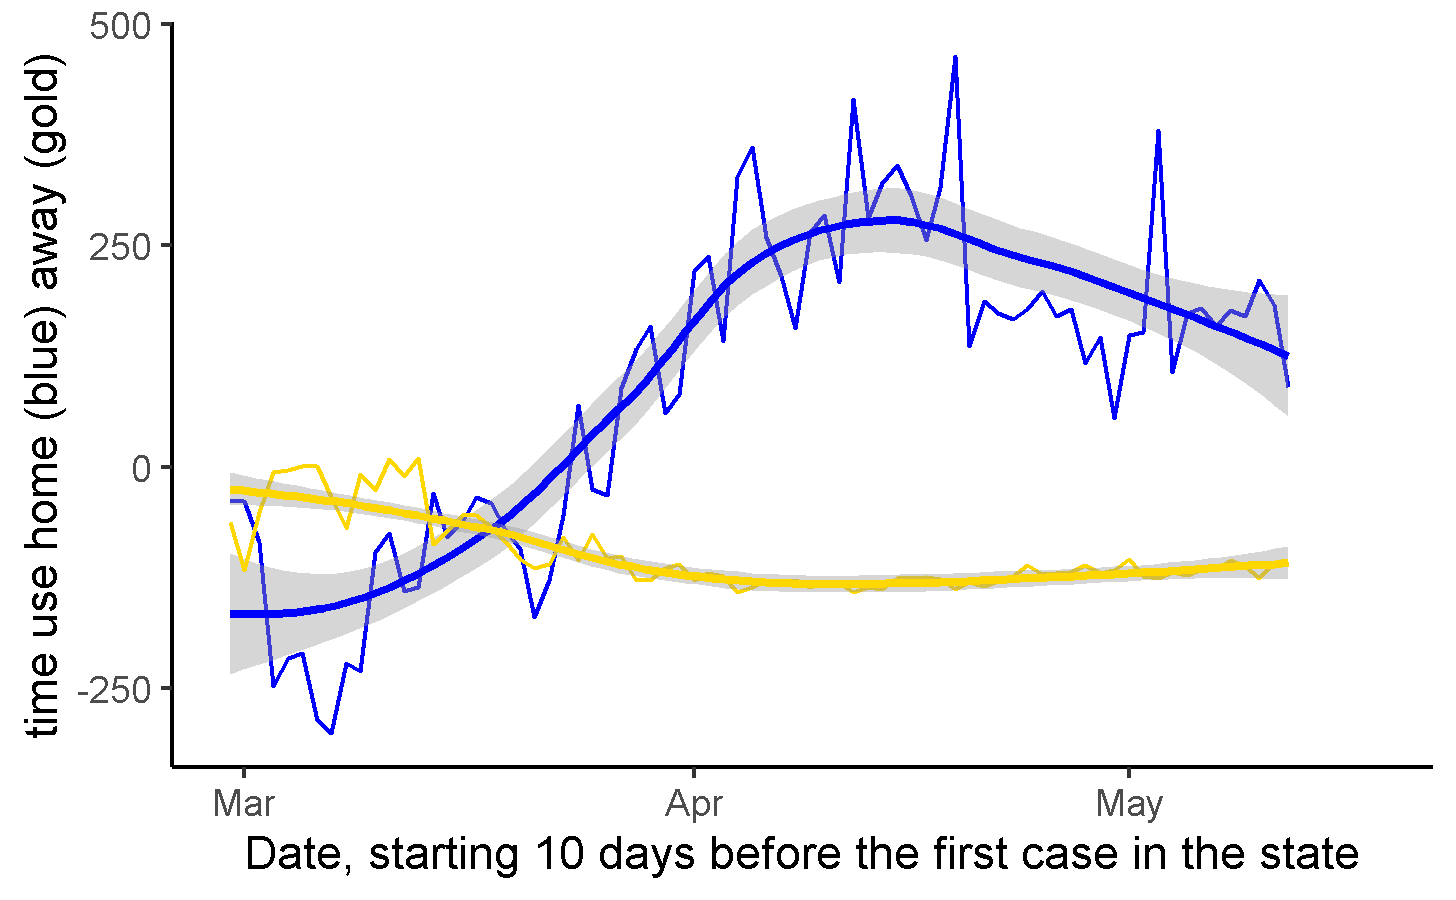 time use home (blue) away (gold)
500
250
0
-250
Mar Apr May
Date, starting 10 days before the first case in the state